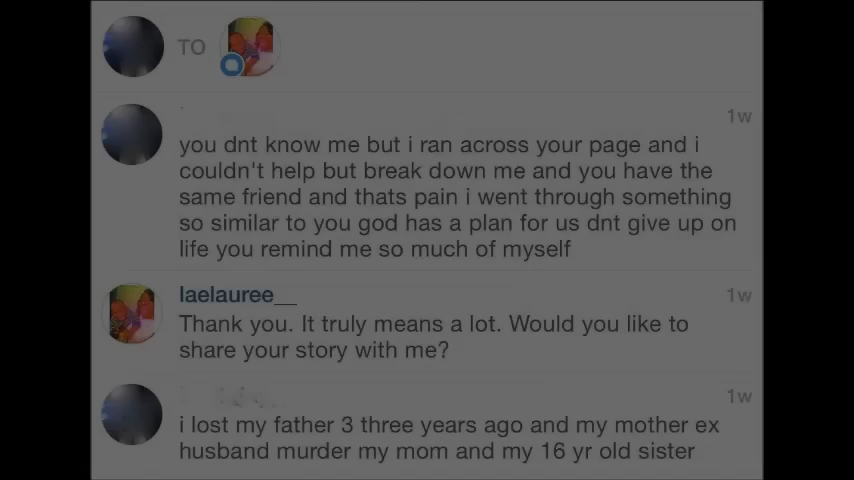 TO
1w
you dnt know me but i ran across your page and i
couldn't help but break down me and you have the
same friend and thats pain i went through something
so similar to you god has a plan for us dnt give up on
life you remind me so much of myself
laelauree__ 1w
Thank you. It truly means a lot. Would you like to
share your story with me?
1w
i lost my father 3 three years ago and my mother ex
husband murder my mom and my 16 yr old sister